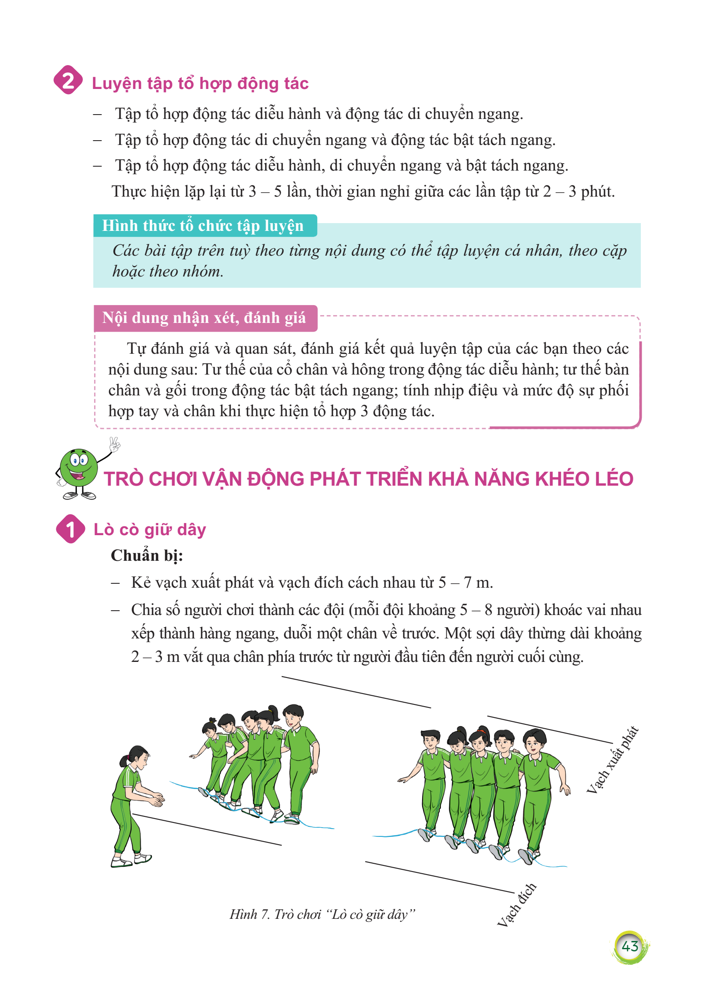 2 Luyện tập tổ hợp động tác
– Tập tổ hợp động tác diễu hành và động tác di chuyển ngang.
– Tập tổ hợp động tác di chuyển ngang và động tác bật tách ngang.
– Tập tổ hợp động tác diễu hành, di chuyển ngang và bật tách ngang.
Thực hiện lặp lại từ 3 – 5 lần, thời gian nghỉ giữa các lần tập từ 2 – 3 phút.
Hình thức tổ chức tập luyện
Các bài tập trên tuỳ theo từng nội dung có thể tập luyện cá nhân, theo cặp
hoặc theo nhóm.
Nội dung nhận xét, đánh giá
Tự đánh giá và quan sát, đánh giá kết quả luyện tập của các bạn theo các
nội dung sau: Tư thế của cổ chân và hông trong động tác diễu hành; tư thế bàn
chân và gối trong động tác bật tách ngang; tính nhịp điệu và mức độ sự phối
hợp tay và chân khi thực hiện tổ hợp 3 động tác.
TRÒ CHƠI VẬN ĐỘNG PHÁT TRIỂN KHẢ NĂNG KHÉO LÉO
1 Lò cò giữ dây
Chuẩn bị:
– Kẻ vạch xuất phát và vạch đích cách nhau từ 5 – 7 m.
– Chia số người chơi thành các đội (mỗi đội khoảng 5 – 8 người) khoác vai nhau
xếp thành hàng ngang, duỗi một chân về trước. Một sợi dây thừng dài khoảng
2 – 3 m vắt qua chân phía trước từ người đầu tiên đến người cuối cùng.
Vạch xuất phát
Vạch đích
Hình 7. Trò chơi “Lò cò giữ dây”
43